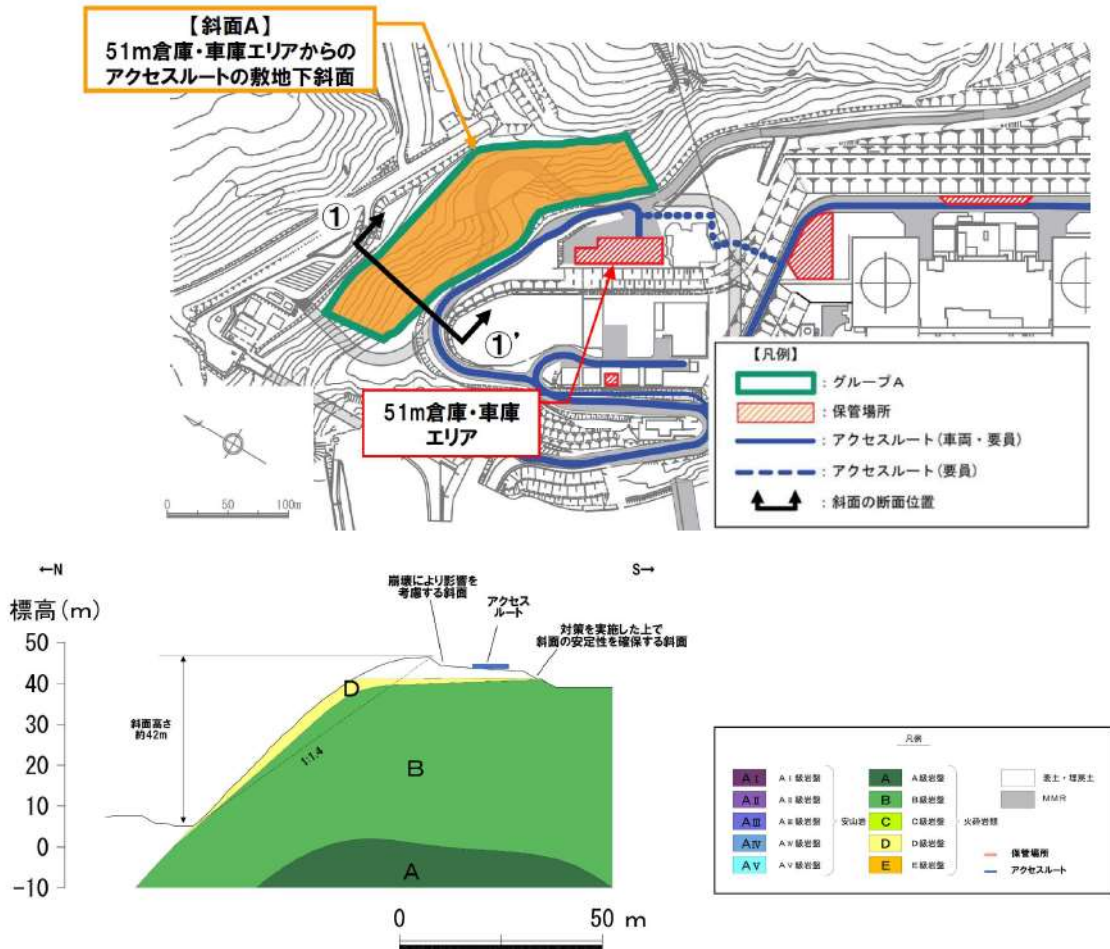 【斜面A】
51m倉庫・車庫エリアからの
アクセスルートの敷地下斜面
①
①'
51m倉庫・車庫
エリア
0 50 100m
【凡例】
：グループA
：保管場所
：アクセスルート(車両・要員)
：アクセスルート(要員)
：斜面の断面位置
←N
S→
標高(m)
崩壊により影響を
考慮する斜面
アクセス
ルート
対策を実施した上で
斜面の安定性を確保する斜面
50
40
30
20
10
0
-10
斜面高さ
約42m
1:1.4
D
B
A
0 50 m
凡例
AⅠ AⅠ級岩盤
AⅡ AⅡ級岩盤
AⅢ AⅢ級岩盤
AⅣ AⅣ級岩盤
AⅤ AⅤ級岩盤
安山岩
A A級岩盤
B B級岩盤
C C級岩盤
D D級岩盤
E E級岩盤
火砕岩類
表土・埋戻土
MMR
保管場所
アクセスルート